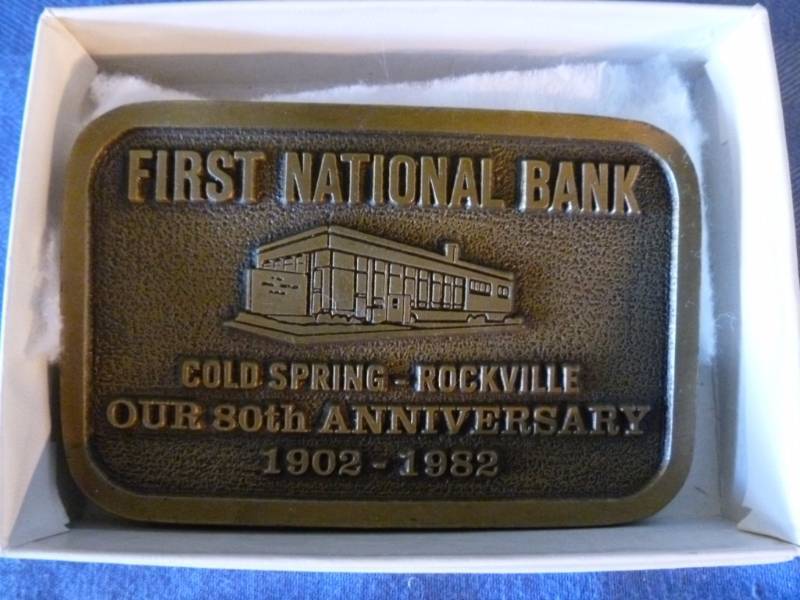 FIRST NATIONAL BANK
COLD SPRING - ROCKVILLE
OUR 80th ANNIVERSARY
1902 - 1982